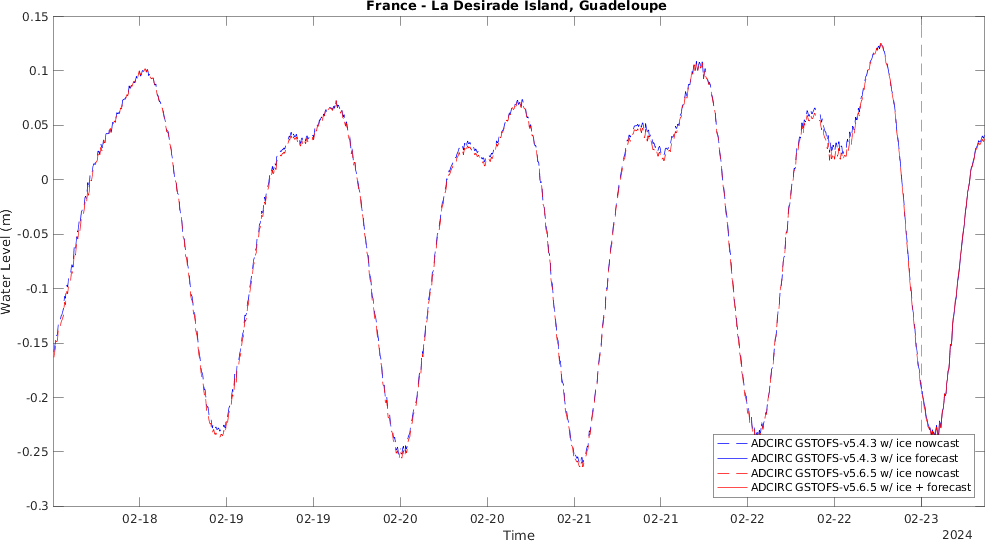 France - La Desirade Island, Guadeloupe
Water Level (m)
0.15
0.1
0.05
0
-0.05
-0.1
-0.15
-0.2
-0.25
-0.3
ADCIRC GSTOFS-v5.4.3 w/ ice nowcast
ADCIRC GSTOFS-v5.4.3 w/ ice forecast
ADCIRC GSTOFS-v5.6.5 w/ ice nowcast
ADCIRC GSTOFS-v5.6.5 w/ ice + forecast
02-18 02-19 02-19 02-20 02-20 02-21 02-21 02-22 02-22 02-23
Time
2024